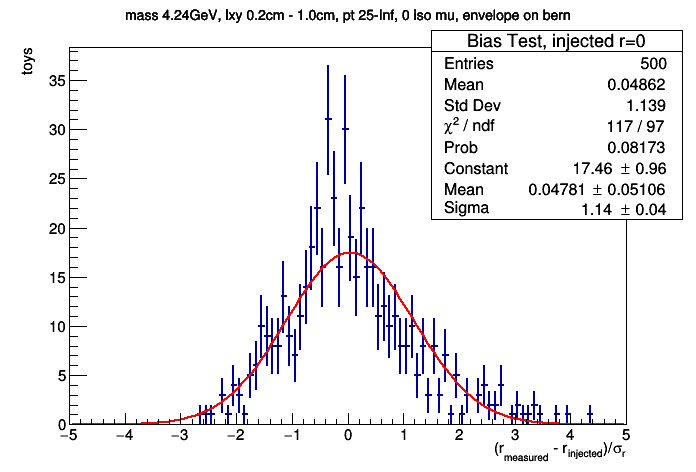 mass 4.24GeV, lxy 0.2cm - 1.0cm, pt 25-Inf, 0 Iso mu, envelope on bern
Bias Test, injected r=0
Entries 500
Mean 0.04862
Std Dev 1.139
χ² / ndf 117 / 97
Prob 0.08173
Constant 17.46 ± 0.96
Mean 0.04781 ± 0.05106
Sigma 1.14 ± 0.04
toys
35
30
25
20
15
10
5
0
−5 −4 −3 −2 −1 0 1 2 3 4 5
(r_measured - r_injected)/σ_r